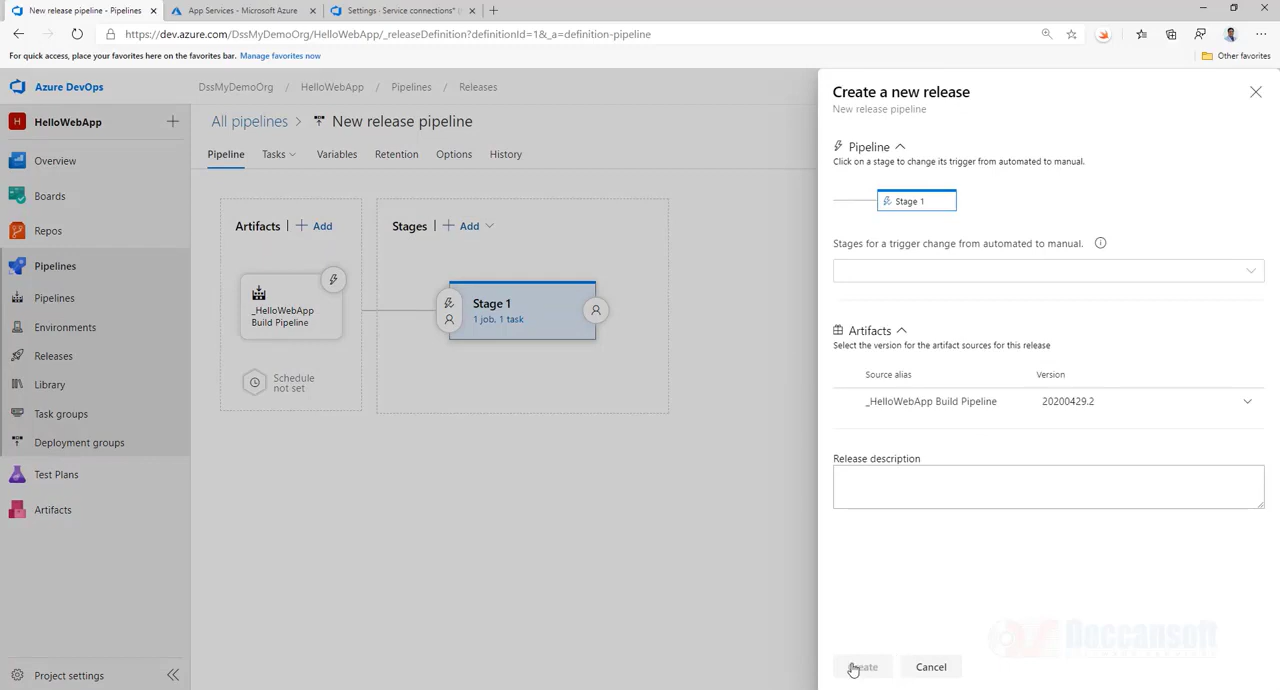 New release pipeline - Pipelines
App Services - Microsoft Azure
Settings · Service connections* (
https://dev.azure.com/DssMyDemoOrg/HelloWebApp/_releaseDefinition?definitionId=1&_a=definition-pipeline
For quick access, place your favorites here on the favorites bar. Manage favorites now
Other favorites
Azure DevOps
DssMyDemoOrg / HelloWebApp / Pipelines / Releases
H HelloWebApp
All pipelines > New release pipeline
Pipeline Tasks Variables Retention Options History
Overview
Boards
Repos
Pipelines
Pipelines
Environments
Releases
Library
Task groups
Deployment groups
Test Plans
Artifacts
Project settings
Artifacts | + Add
_HelloWebApp
Build Pipeline
Schedule
not set
Stages | + Add
Stage 1
1 job, 1 task
Create a new release
New release pipeline
Pipeline
Click on a stage to change its trigger from automated to manual.
Stage 1
Stages for a trigger change from automated to manual.
Artifacts
Select the version for the artifact sources for this release
Source alias Version
_HelloWebApp Build Pipeline 20200429.2
Release description
Deccansoft
Create Cancel